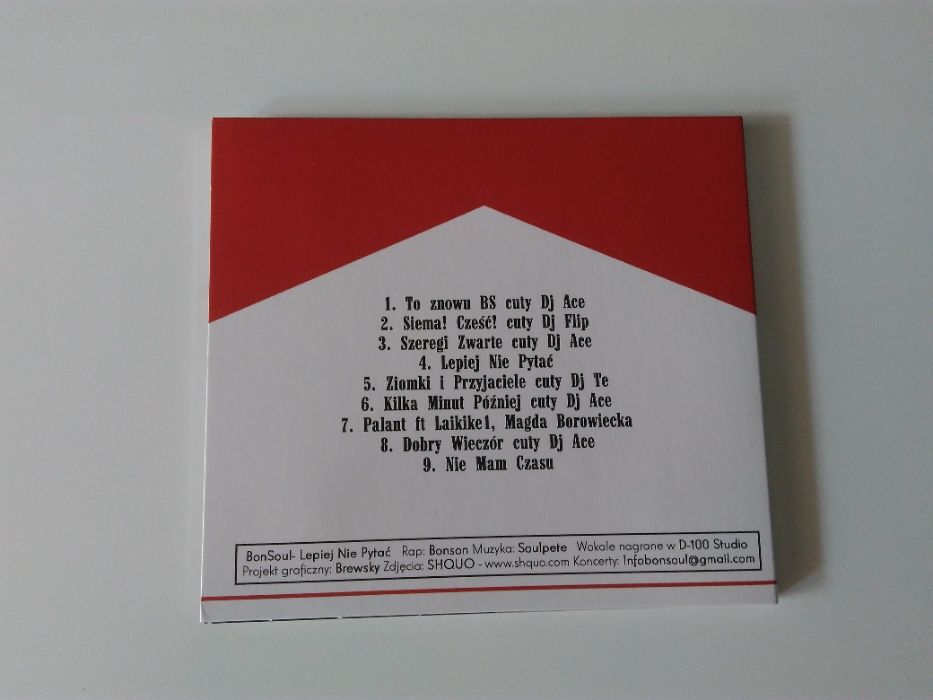 1. To znowu BS cuty Dj Ace
2. Siema! Cześć! cuty Dj Flip
3. Szeregi Zwarte cuty Dj Ace
4. Lepiej Nie Pytać
5. Ziomki i Przyjaciele cuty Dj Te
6. Kilka Minut Później cuty Dj Ace
7. Palant ft Laikike1, Magda Borowiecka
8. Dobry Wieczór cuty Dj Ace
9. Nie Mam Czasu
BonSoul- Lepiej Nie Pytać Rap: Bonson Muzyka: Soulpete Wokale nagrane w D-100 Studio
Projekt graficzny: Brewsky Zdjęcia: SHQUO - www.shquo.com Koncerty: Infobonsoul@gmail.com